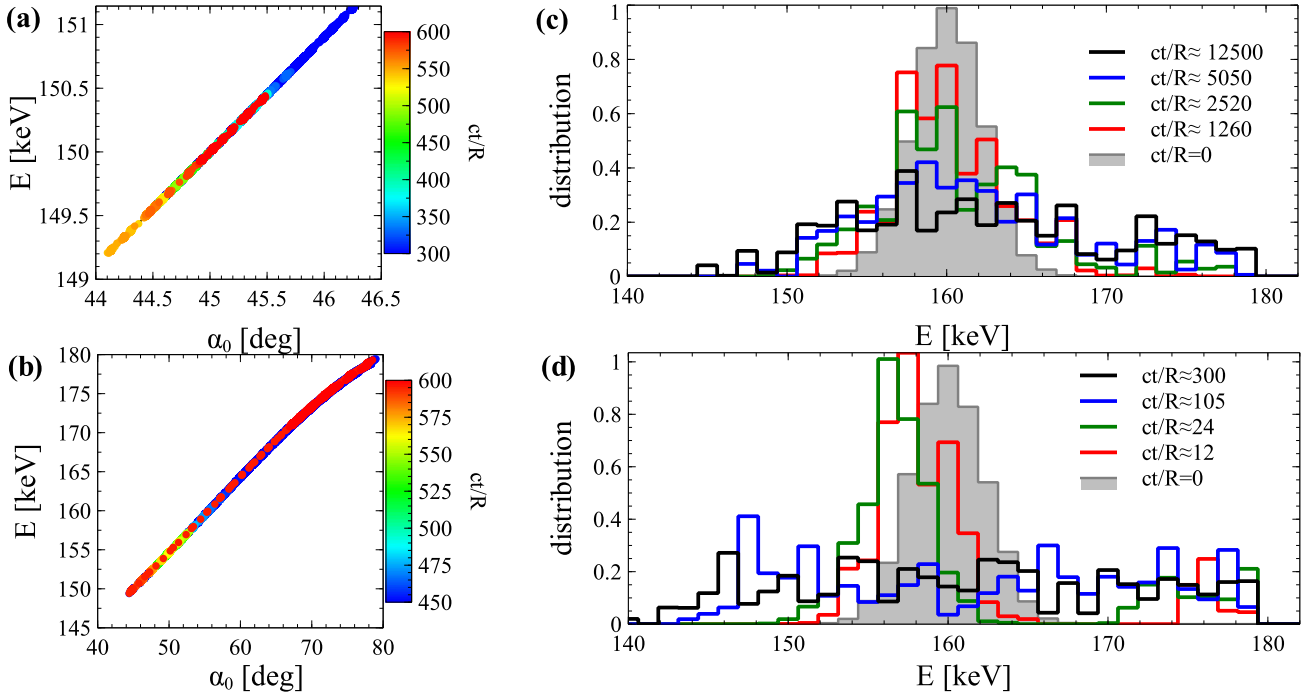 (a)
151
150.5
150
149.5
149
E [keV]
44
44.5
45
45.5
46
46.5
α₀ [deg]
600
550
500
450
400
350
300
ct/R
(c)
1
0.8
0.6
0.4
0.2
0
distribution
140
150
160
170
180
E [keV]
ct/R≈ 12500
ct/R≈ 5050
ct/R≈ 2520
ct/R≈ 1260
ct/R=0
(b)
180
175
170
165
160
155
150
145
E [keV]
40
50
60
70
80
α₀ [deg]
600
575
550
525
500
475
450
ct/R
(d)
1
0.8
0.6
0.4
0.2
0
distribution
140
150
160
170
180
E [keV]
ct/R≈300
ct/R≈105
ct/R≈24
ct/R≈12
ct/R=0